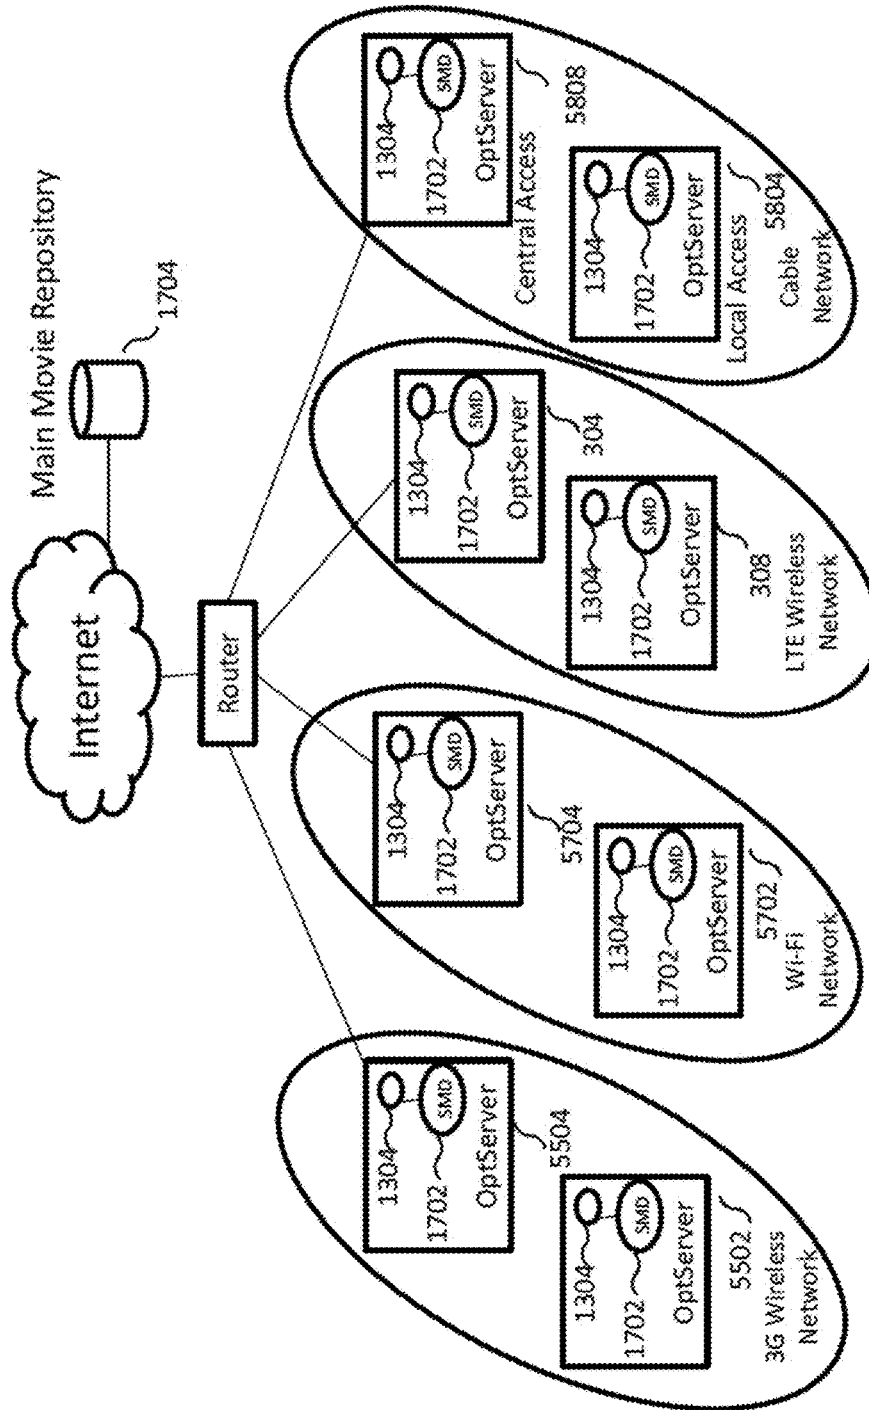 Main Movie Repository
1704
Internet
Router
1304
1702
SMD
OptServer
5504
1304
1702
SMD
OptServer
5502
3G Wireless
Network
1304
1702
SMD
OptServer
5704
1304
1702
SMD
OptServer
5702
Wi-Fi
Network
1304
1702
SMD
OptServer
304
1304
1702
SMD
OptServer
308
LTE Wireless
Network
1304
1702
SMD
OptServer
Central Access
5808
1304
1702
SMD
OptServer
Local Access
5804
Cable
Network